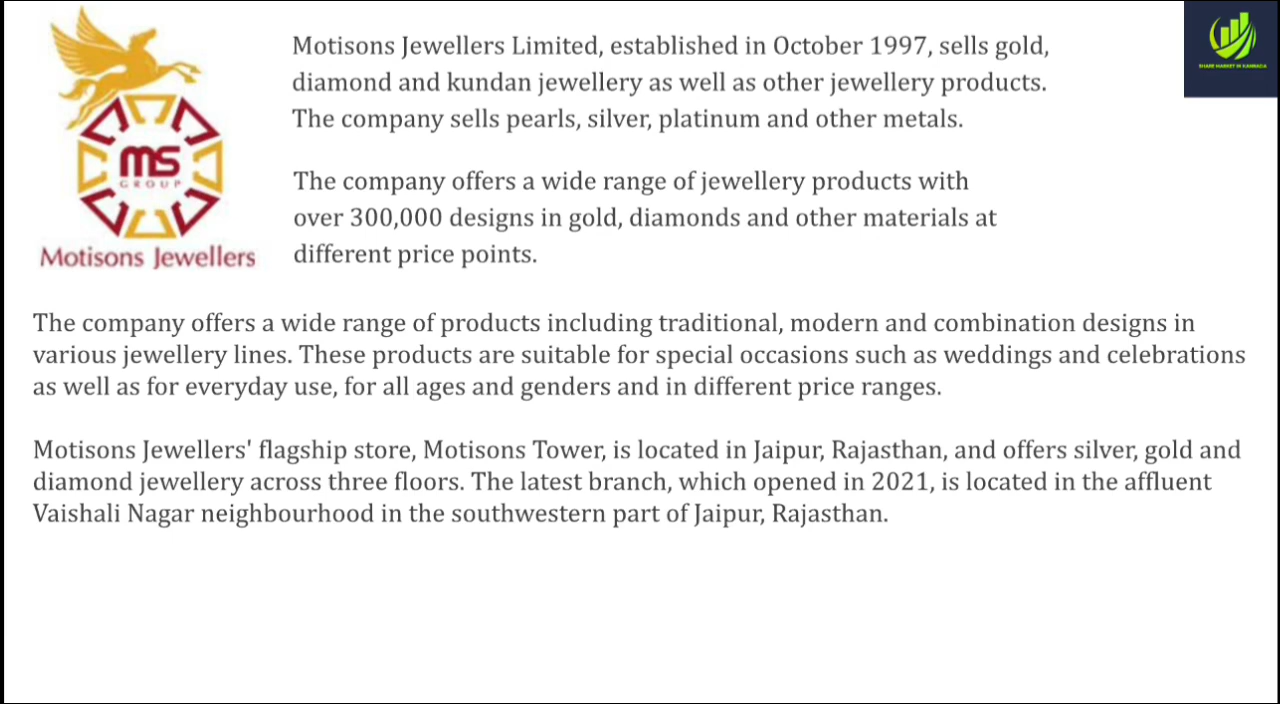 ms
GROUP
Motisons Jewellers
Motisons Jewellers Limited, established in October 1997, sells gold,
diamond and kundan jewellery as well as other jewellery products.
The company sells pearls, silver, platinum and other metals.
The company offers a wide range of jewellery products with
over 300,000 designs in gold, diamonds and other materials at
different price points.
SHARE MARKET IN KANNADA
The company offers a wide range of products including traditional, modern and combination designs in
various jewellery lines. These products are suitable for special occasions such as weddings and celebrations
as well as for everyday use, for all ages and genders and in different price ranges.
Motisons Jewellers' flagship store, Motisons Tower, is located in Jaipur, Rajasthan, and offers silver, gold and
diamond jewellery across three floors. The latest branch, which opened in 2021, is located in the affluent
Vaishali Nagar neighbourhood in the southwestern part of Jaipur, Rajasthan.